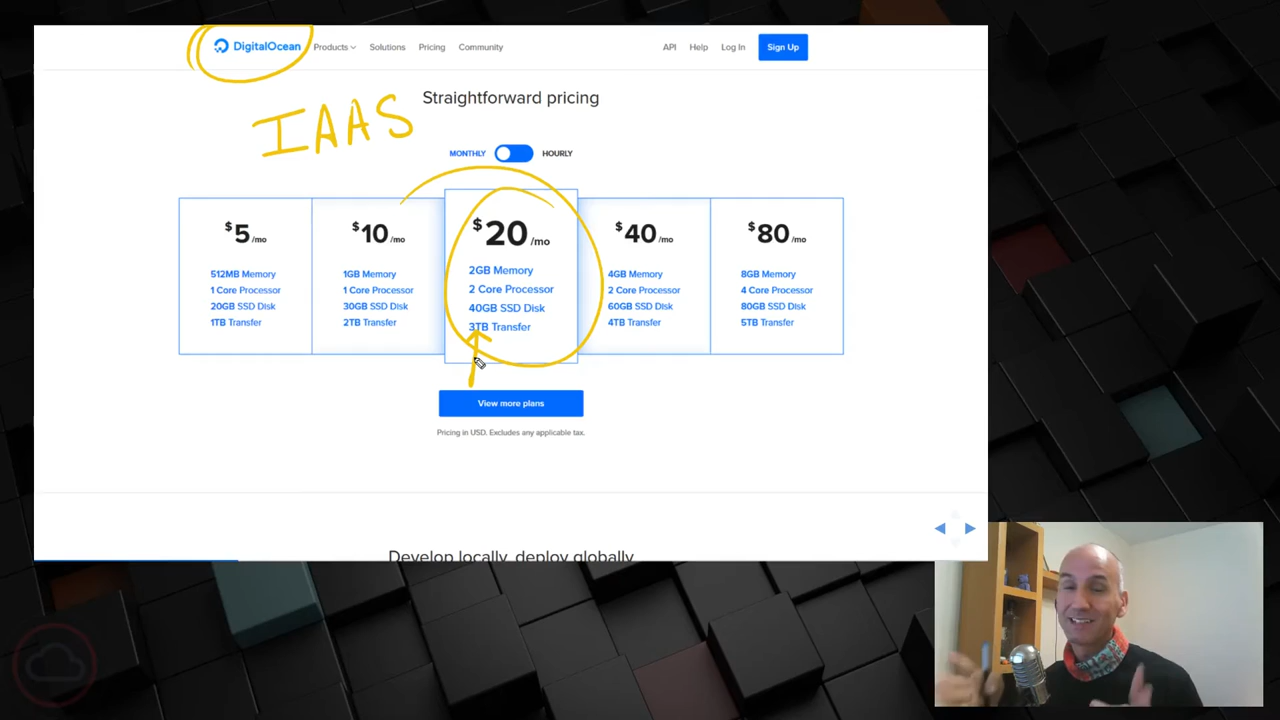 DigitalOcean Products Solutions Pricing Community API Help Log In Sign Up
IAAS
Straightforward pricing
MONTHLY HOURLY
$5/mo
512MB Memory
1 Core Processor
20GB SSD Disk
1TB Transfer
$10/mo
1GB Memory
1 Core Processor
30GB SSD Disk
2TB Transfer
$20/mo
2GB Memory
2 Core Processor
40GB SSD Disk
3TB Transfer
$40/mo
4GB Memory
2 Core Processor
60GB SSD Disk
4TB Transfer
$80/mo
8GB Memory
4 Core Processor
80GB SSD Disk
5TB Transfer
View more plans
Pricing in USD. Excludes any applicable tax.
Develop locally, deploy globally